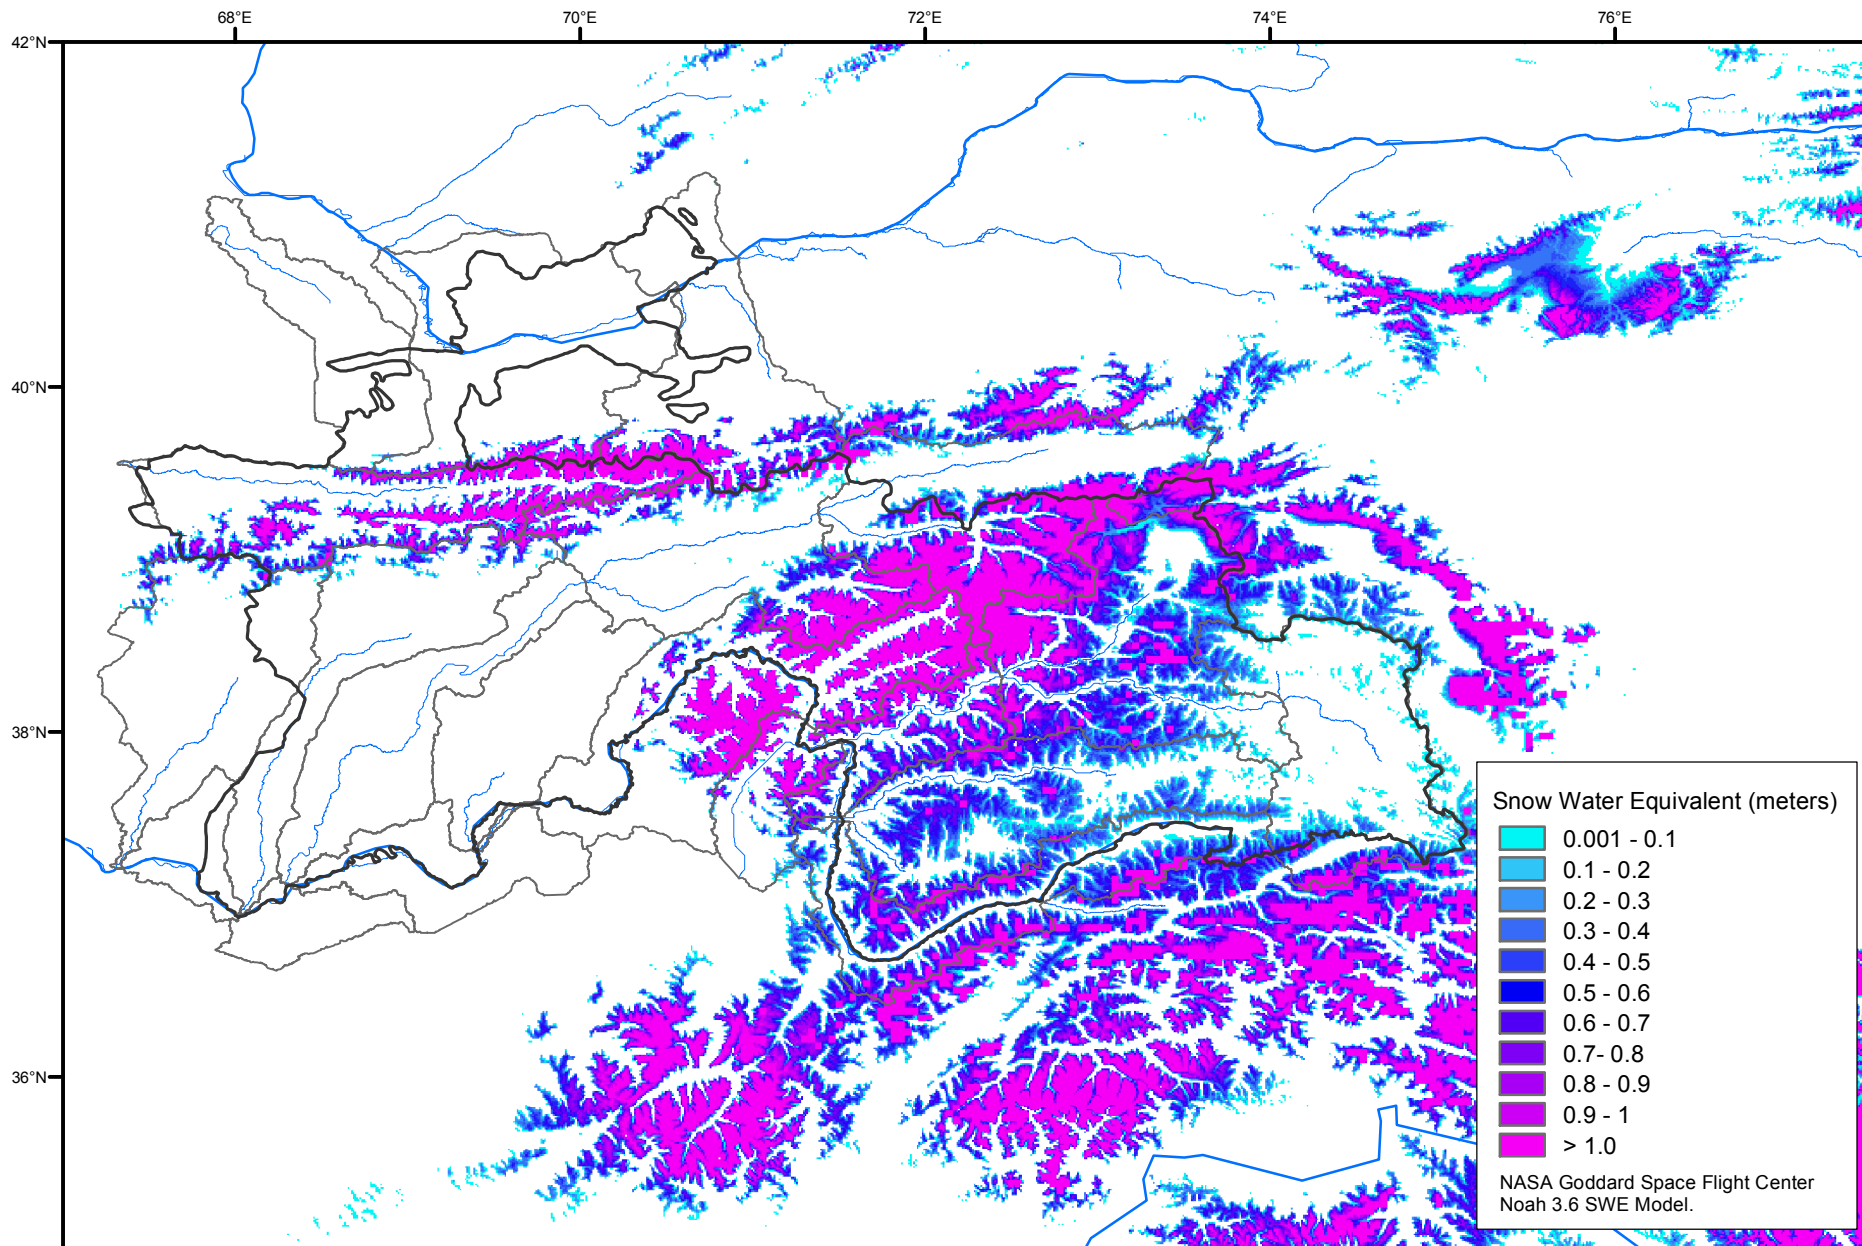 68°E
70°E
72°E
74°E
76°E
42°N
40°N
38°N
36°N
Snow Water Equivalent (meters)
0.001 - 0.1
0.1 - 0.2
0.2 - 0.3
0.3 - 0.4
0.4 - 0.5
0.5 - 0.6
0.6 - 0.7
0.7- 0.8
0.8 - 0.9
0.9 - 1
> 1.0
NASA Goddard Space Flight Center
Noah 3.6 SWE Model.